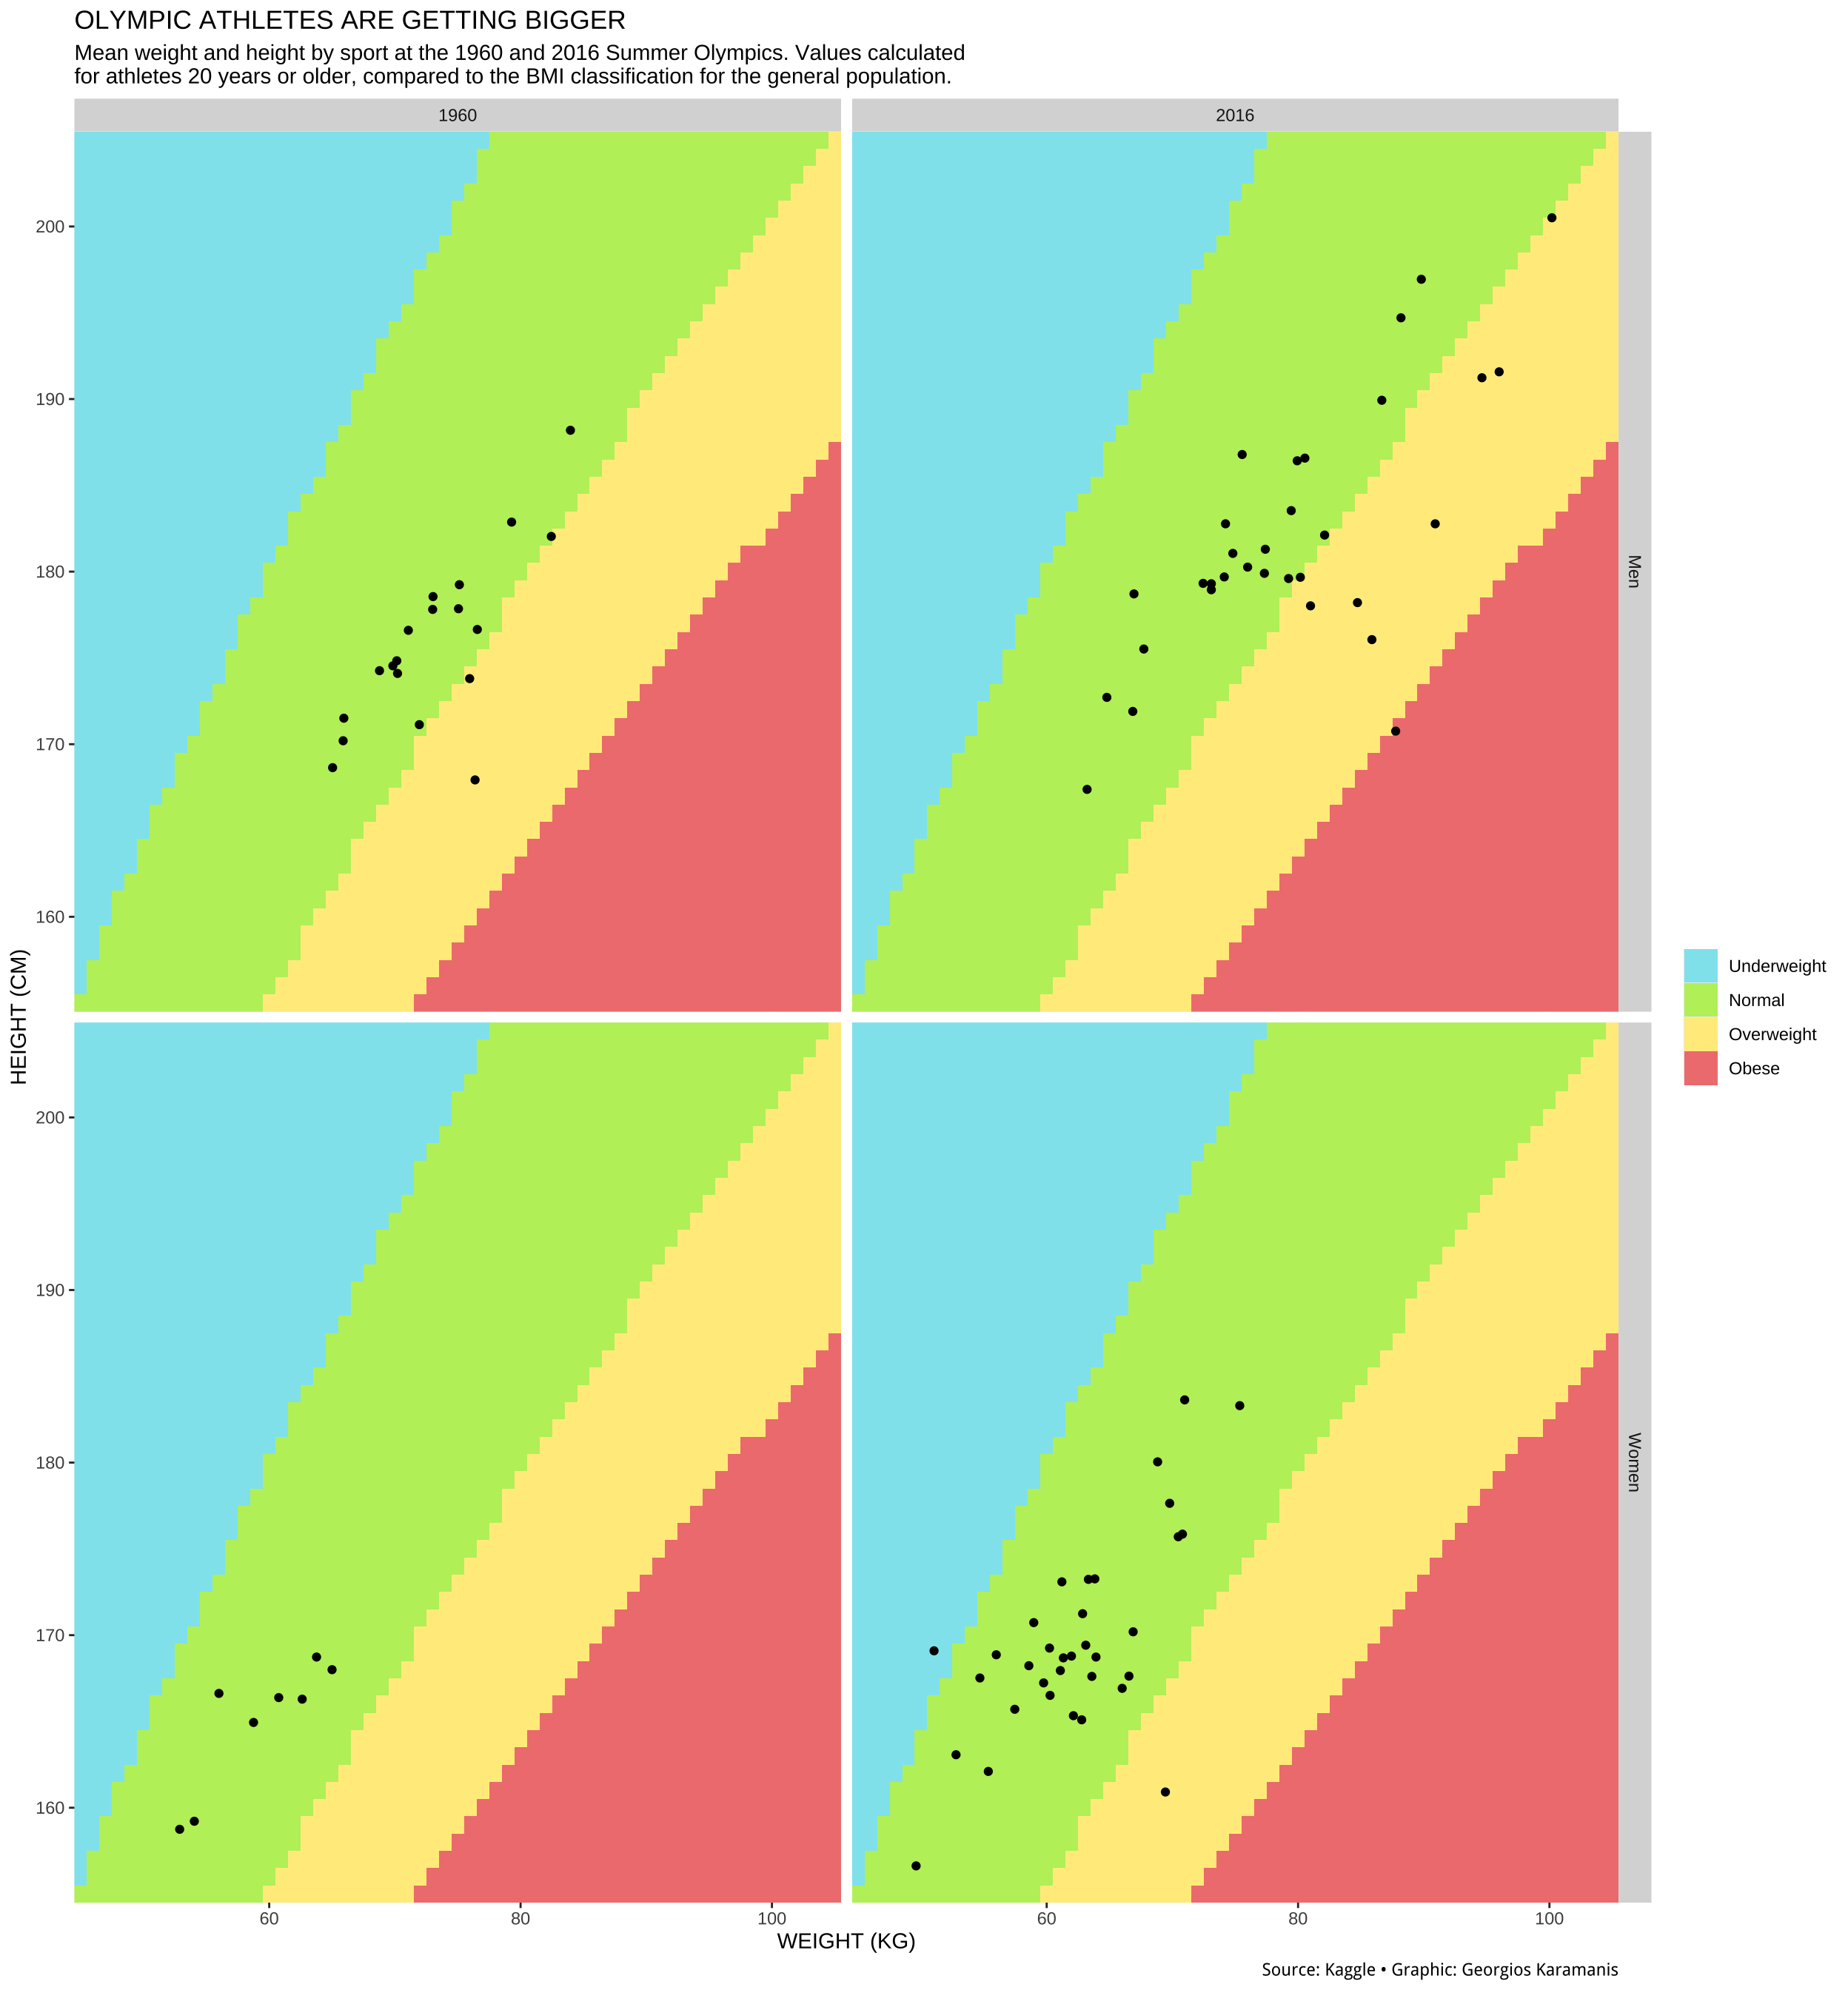 OLYMPIC ATHLETES ARE GETTING BIGGER
Mean weight and height by sport at the 1960 and 2016 Summer Olympics. Values calculated
for athletes 20 years or older, compared to the BMI classification for the general population.
1960
2016
200
190
180
170
160
Men
HEIGHT (CM)
Underweight
Normal
Overweight
Obese
200
190
180
170
160
Women
60
80
100
60
80
100
WEIGHT (KG)
Source: Kaggle • Graphic: Georgios Karamanis